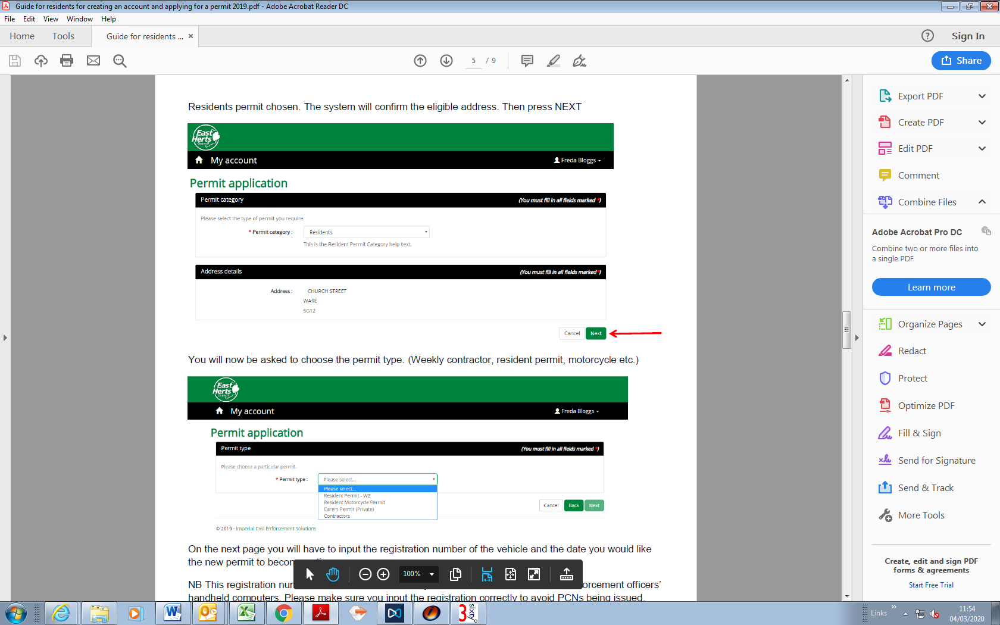 Guide for residents for creating an account and applying for a permit 2019.pdf - Adobe Acrobat Reader DC
File Edit View Window Help
Home Tools Guide for residents ... × ? Sign In
5 / 9 Share
Residents permit chosen. The system will confirm the eligible address. Then press NEXT
East
Herts
Council
My account Freda Bloggs
Permit application
Permit category (You must fill in all fields marked *)
Please select the type of permit you require.
* Permit category : Residents
This is the Resident Permit Category help text.
Address details (You must fill in all fields marked *)
Address : CHURCH STREET
WARE
SG12
Cancel Next
You will now be asked to choose the permit type. (Weekly contractor, resident permit, motorcycle etc.)
East
Herts
Council
My account Freda Bloggs
Permit application
Permit type (You must fill in all fields marked *)
Please choose a particular permit.
* Permit type : Please select...
Please select...
Resident Permit - W2
Resident Motorcycle Permit
Carers Permit (Private)
Contractors
Cancel Back Next
© 2019 - Imperial Civil Enforcement Solutions
On the next page you will have to input the registration number of the vehicle and the date you would like
the new permit to
NB This registration officers'
handheld computers. Please make sure you input the registration correctly to avoid PCNs being issued.
100%
Export PDF
Create PDF
Edit PDF
Comment
Combine Files
Adobe Acrobat Pro DC
Combine two or more files into
a single PDF
Learn more
Organize Pages
Redact
Protect
Optimize PDF
Fill & Sign
Send for Signature
Send & Track
More Tools
Create, edit and sign PDF
forms & agreements
Start Free Trial
3 sixty
Links » 11:54
04/03/2020